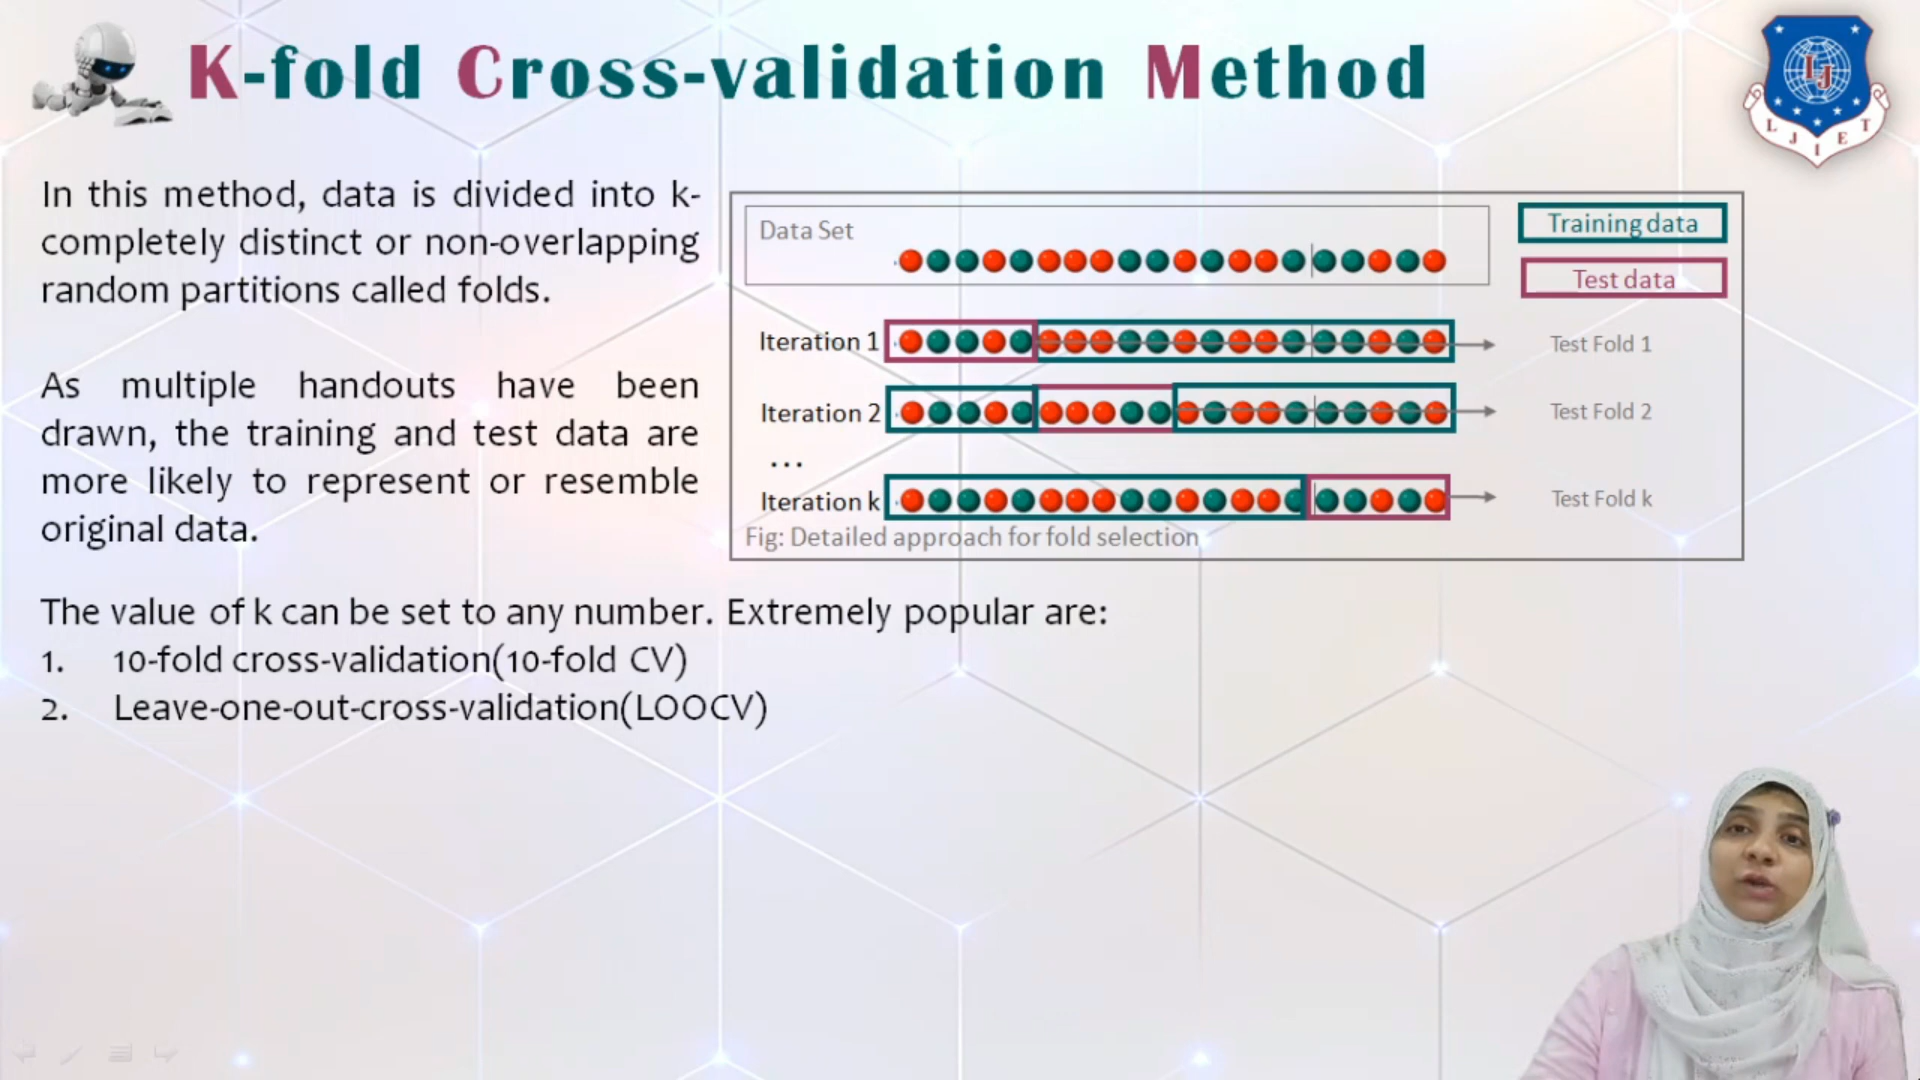 K-fold Cross-validation Method
L J I E T
In this method, data is divided into k-
completely distinct or non-overlapping
random partitions called folds.
As multiple handouts have been
drawn, the training and test data are
more likely to represent or resemble
original data.
Data Set
Training data
Test data
Iteration 1
Test Fold 1
Iteration 2
Test Fold 2
...
Iteration k
Test Fold k
Fig: Detailed approach for fold selection
The value of k can be set to any number. Extremely popular are:
1. 10-fold cross-validation(10-fold CV)
2. Leave-one-out-cross-validation(LOOCV)